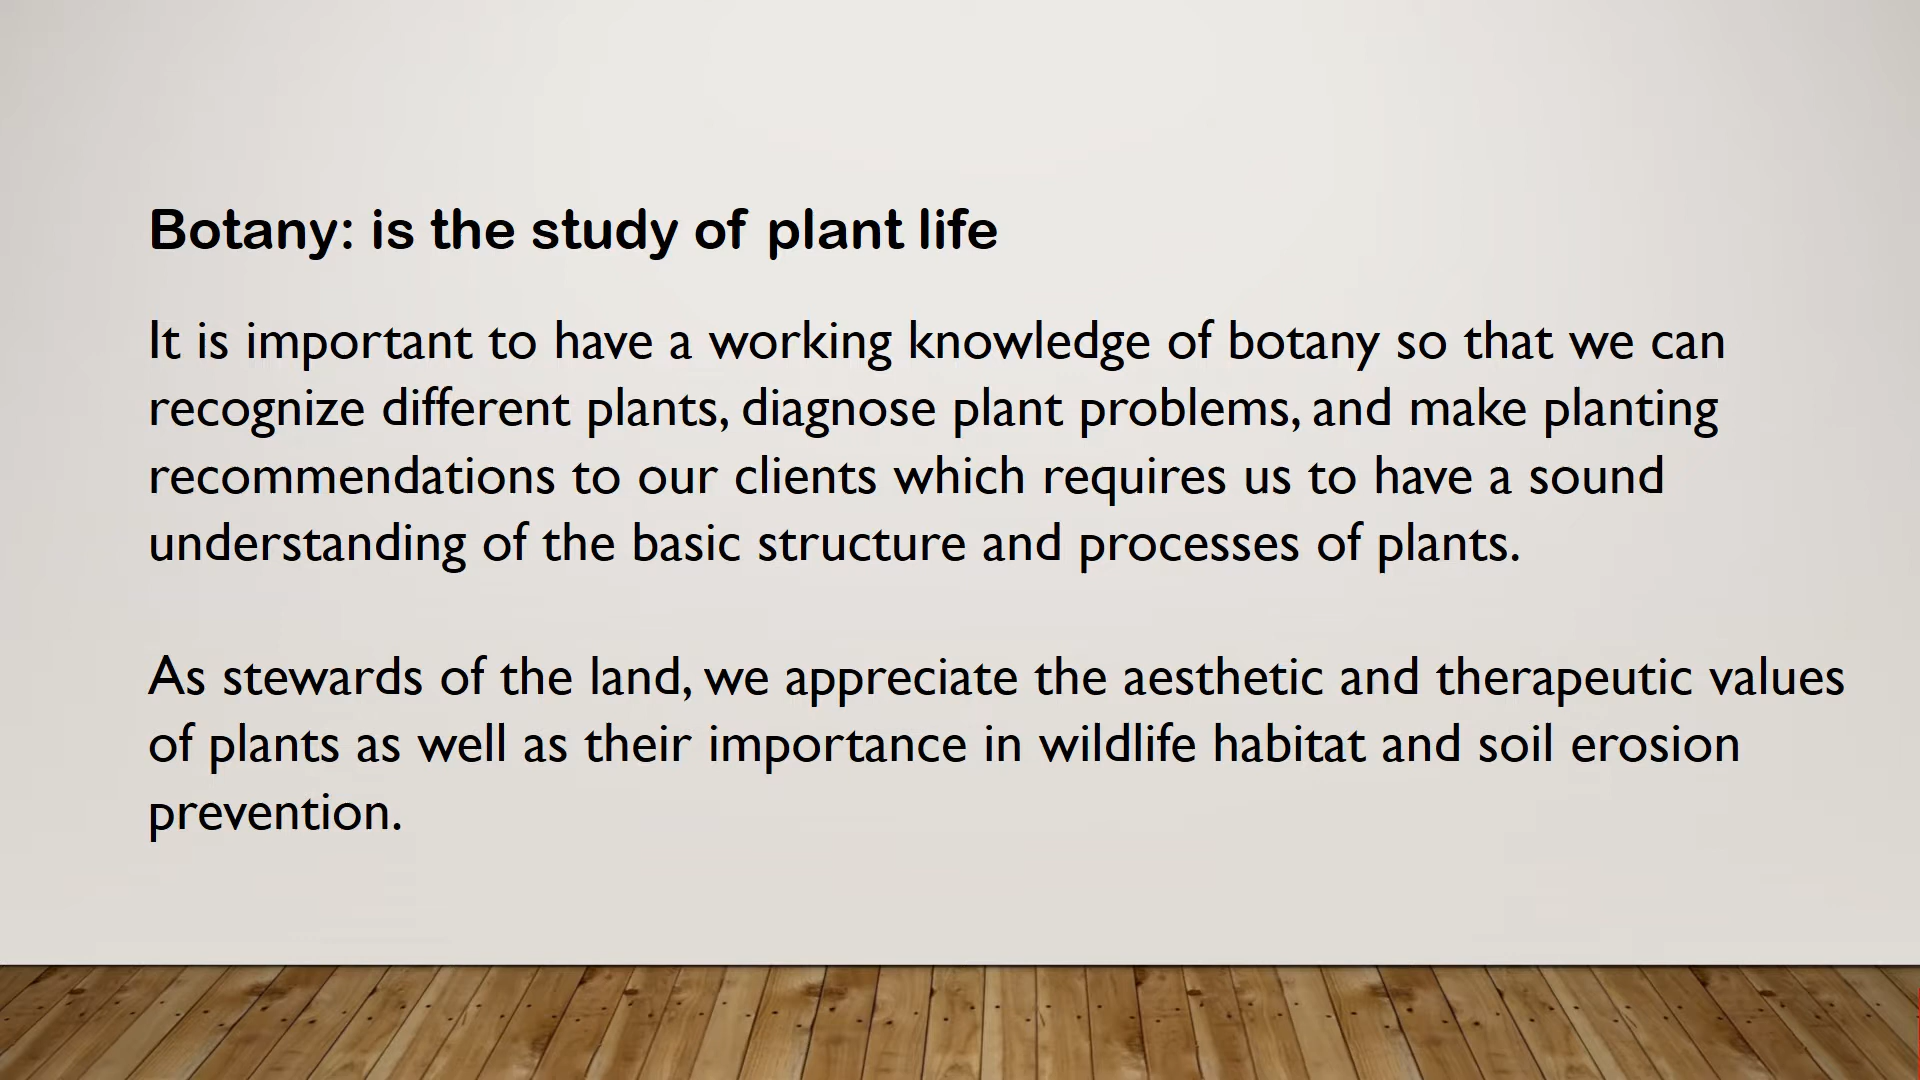 Botany: is the study of plant life
It is important to have a working knowledge of botany so that we can
recognize different plants, diagnose plant problems, and make planting
recommendations to our clients which requires us to have a sound
understanding of the basic structure and processes of plants.
As stewards of the land, we appreciate the aesthetic and therapeutic values
of plants as well as their importance in wildlife habitat and soil erosion
prevention.